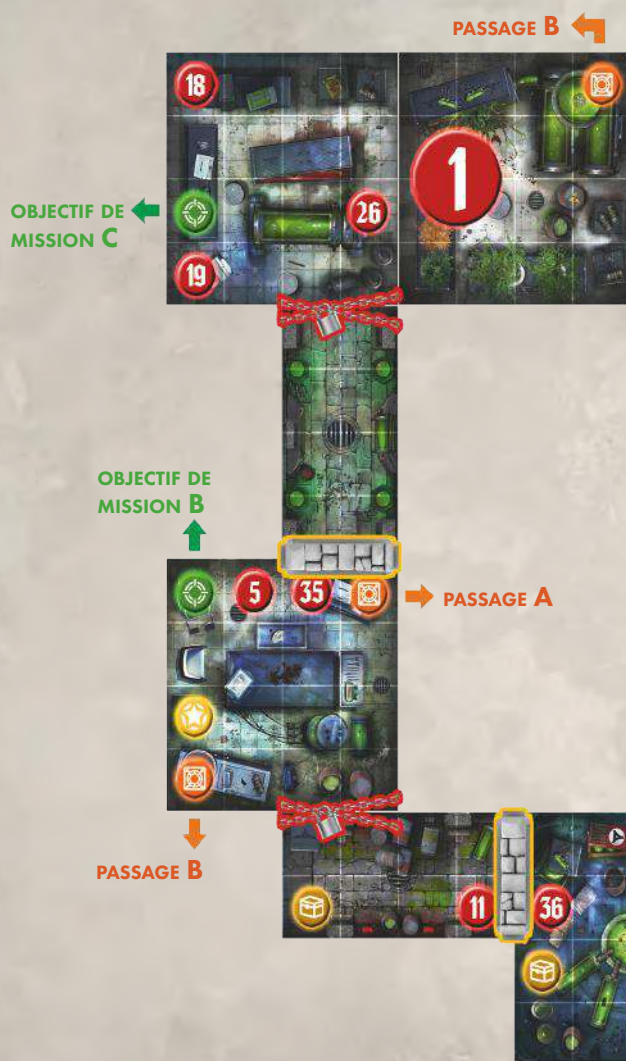 PASSAGE B
18
1
OBJECTIF DE
MISSION C
26
19
OBJECTIF DE
MISSION B
5
35
PASSAGE A
PASSAGE B
11
36